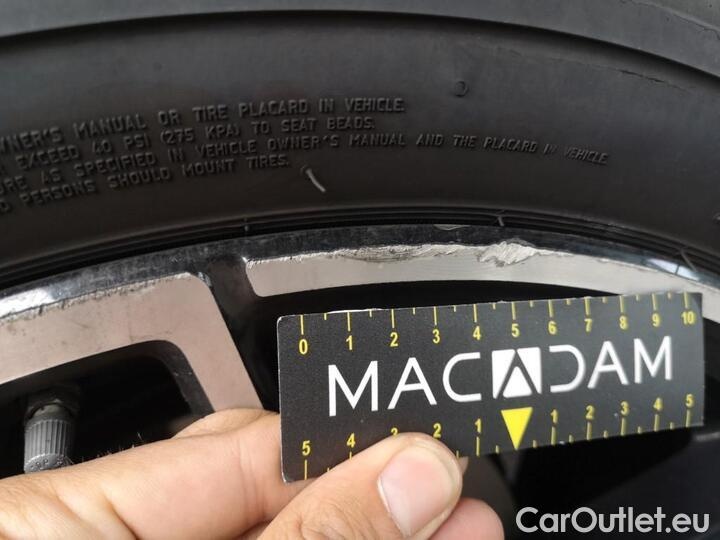 OWNER'S MANUAL OR TIRE PLACARD IN VEHICLE.
EXCEED 40 PSI (275 KPA) TO SEAT BEADS.
AS SPECIFIED IN VEHICLE OWNER'S MANUAL AND THE PLACARD IN VEHICLE
PERSONS SHOULD MOUNT TIRES.
0 1 2 3 4 5 6 7 8 9 10
MACADAM
5 4 3 2 1 1 2 3 4 5
CarOutlet.eu